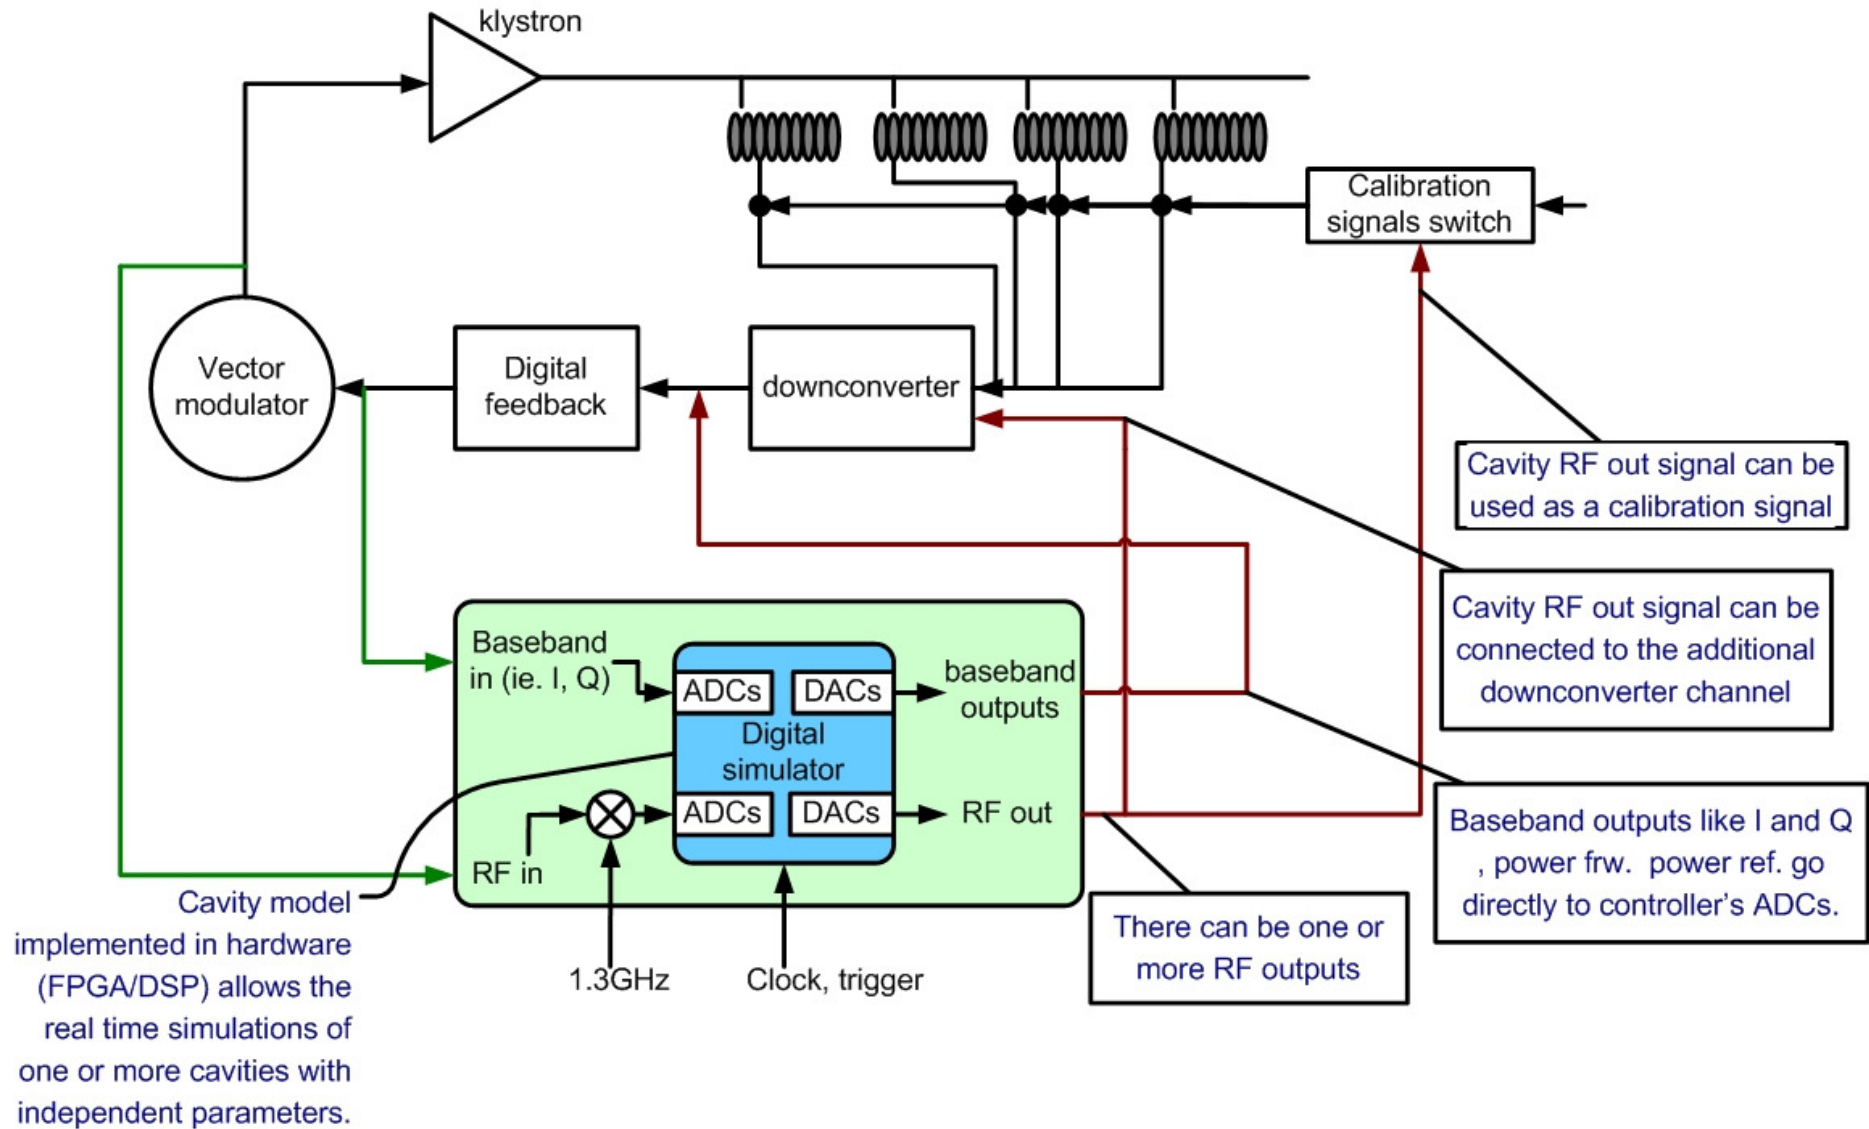 klystron
Calibration
signals switch
Vector
modulator
Digital
feedback
downconverter
Cavity RF out signal can be
used as a calibration signal
Cavity RF out signal can be
connected to the additional
downconverter channel
Baseband
in (ie. I, Q)
ADCs
DACs
baseband
outputs
Digital
simulator
ADCs
DACs
RF out
RF in
Baseband outputs like I and Q
, power frw. power ref. go
directly to controller's ADCs.
Cavity model
implemented in hardware
(FPGA/DSP) allows the
real time simulations of
one or more cavities with
independent parameters.
1.3GHz
Clock, trigger
There can be one or
more RF outputs